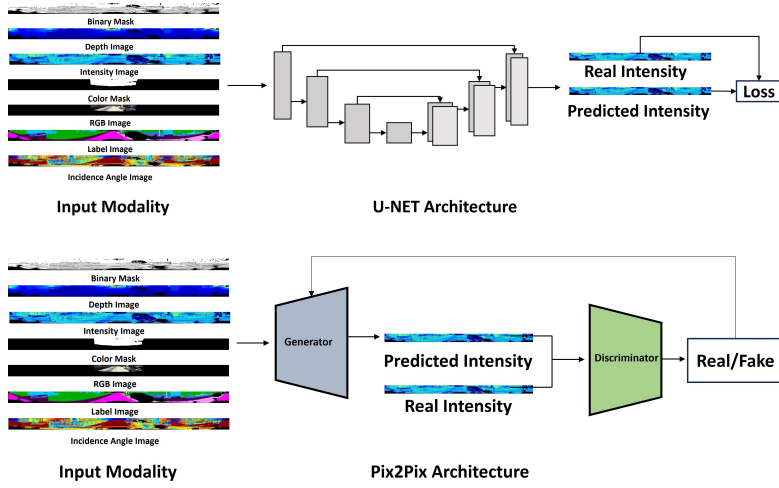 Binary Mask
Depth Image
Intensity Image
Color Mask
RGB Image
Label Image
Incidence Angle Image
Input Modality
Real Intensity
Predicted Intensity
Loss
U-NET Architecture
Binary Mask
Depth Image
Intensity Image
Color Mask
RGB Image
Label Image
Incidence Angle Image
Input Modality
Generator
Predicted Intensity
Real Intensity
Discriminator
Real/Fake
Pix2Pix Architecture